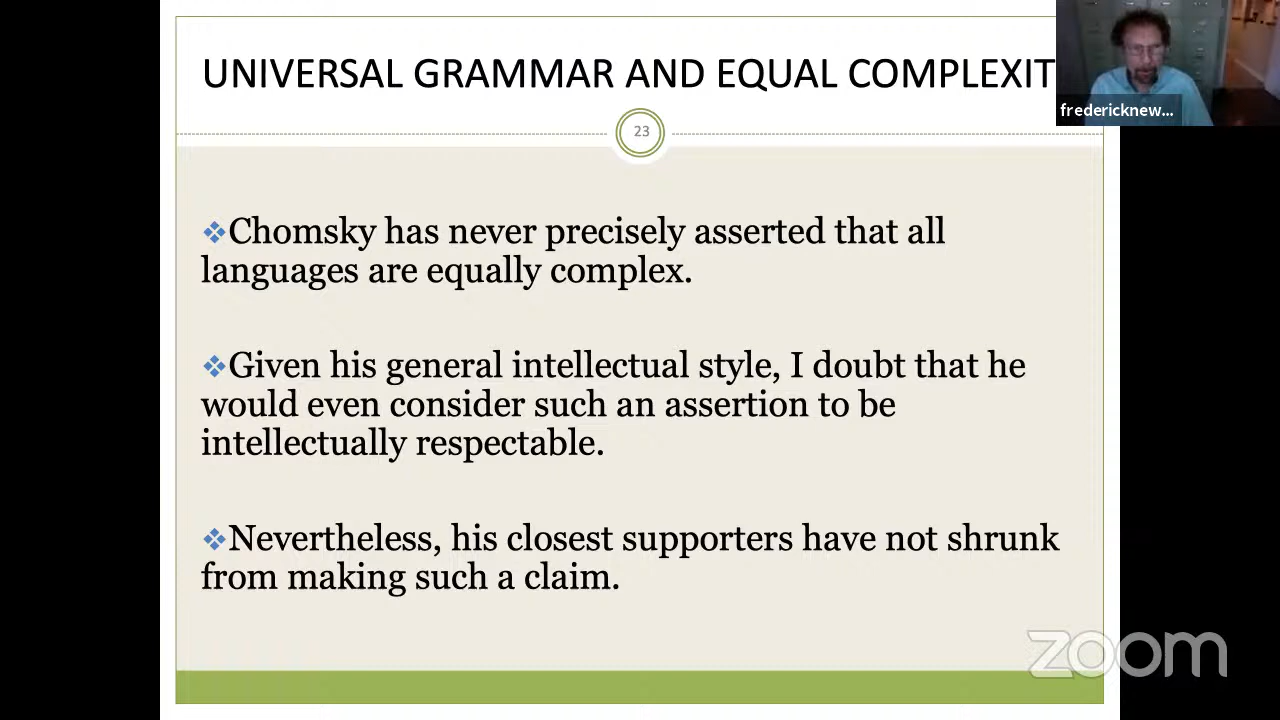 UNIVERSAL GRAMMAR AND EQUAL COMPLEXIT
fredericknew...
23
❖Chomsky has never precisely asserted that all
languages are equally complex.
❖Given his general intellectual style, I doubt that he
would even consider such an assertion to be
intellectually respectable.
❖Nevertheless, his closest supporters have not shrunk
from making such a claim.
zoom